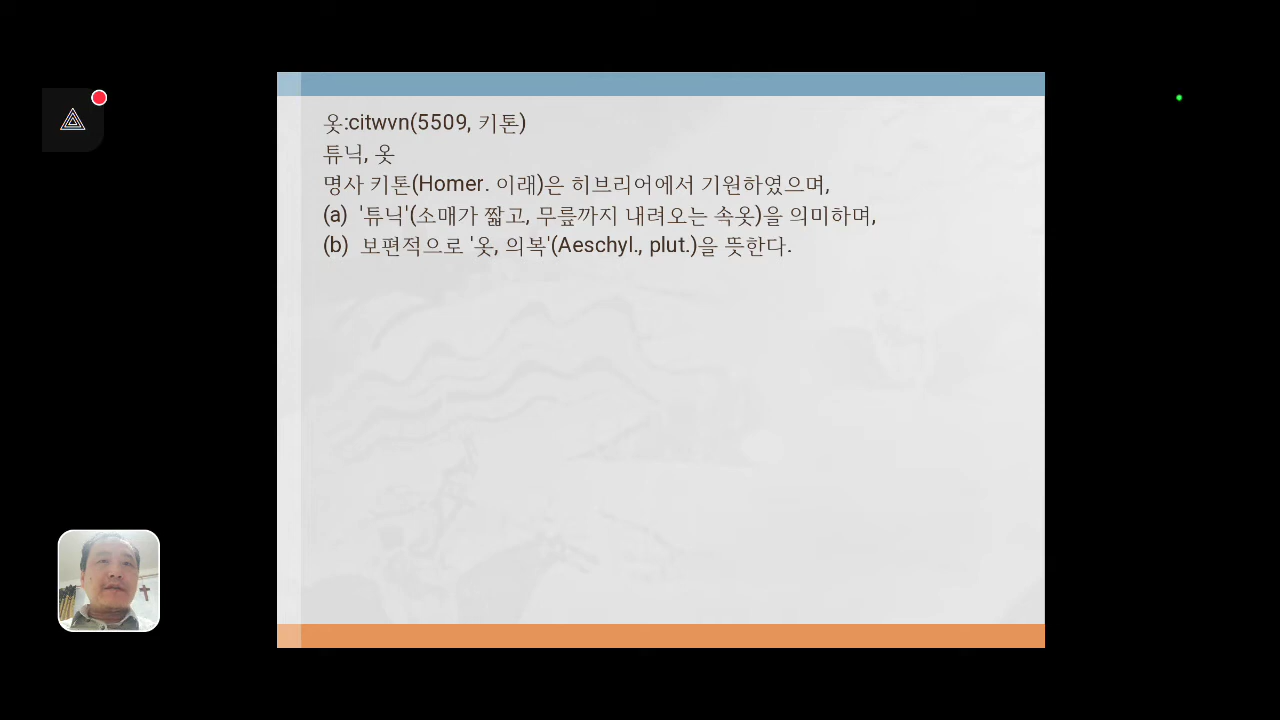 옷:citwvn(5509, 키톤)
튜닉, 옷
명사 키톤(Homer. 이래)은 히브리어에서 기원하였으며,
(a) '튜닉'(소매가 짧고, 무릎까지 내려오는 속옷)을 의미하며,
(b) 보편적으로 '옷, 의복'(Aeschyl., plut.)을 뜻한다.